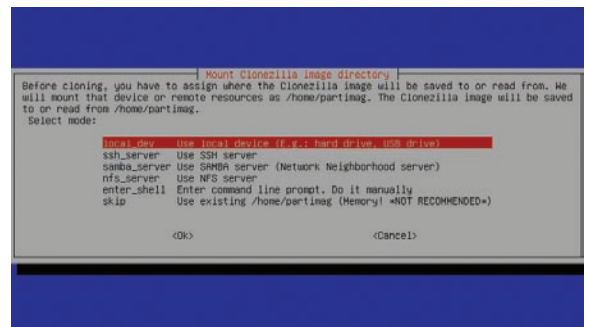 Mount Clonezilla image directory
Before cloning, you have to assign where the Clonezilla image will be saved to or read from. We
will mount that device or remote resources as /home/partimag. The Clonezilla image will be saved
to or read from /home/partimag.
Select mode:
local_dev Use local device (E.g.: hard drive, USB drive)
ssh_server Use SSH server
samba_server Use SAMBA server (Network Neighborhood server)
nfs_server Use NFS server
enter_shell Enter command line prompt. Do it manually
skip Use existing /home/partimag (Memory! *NOT RECOMMENDED*)
<Ok> <Cancel>